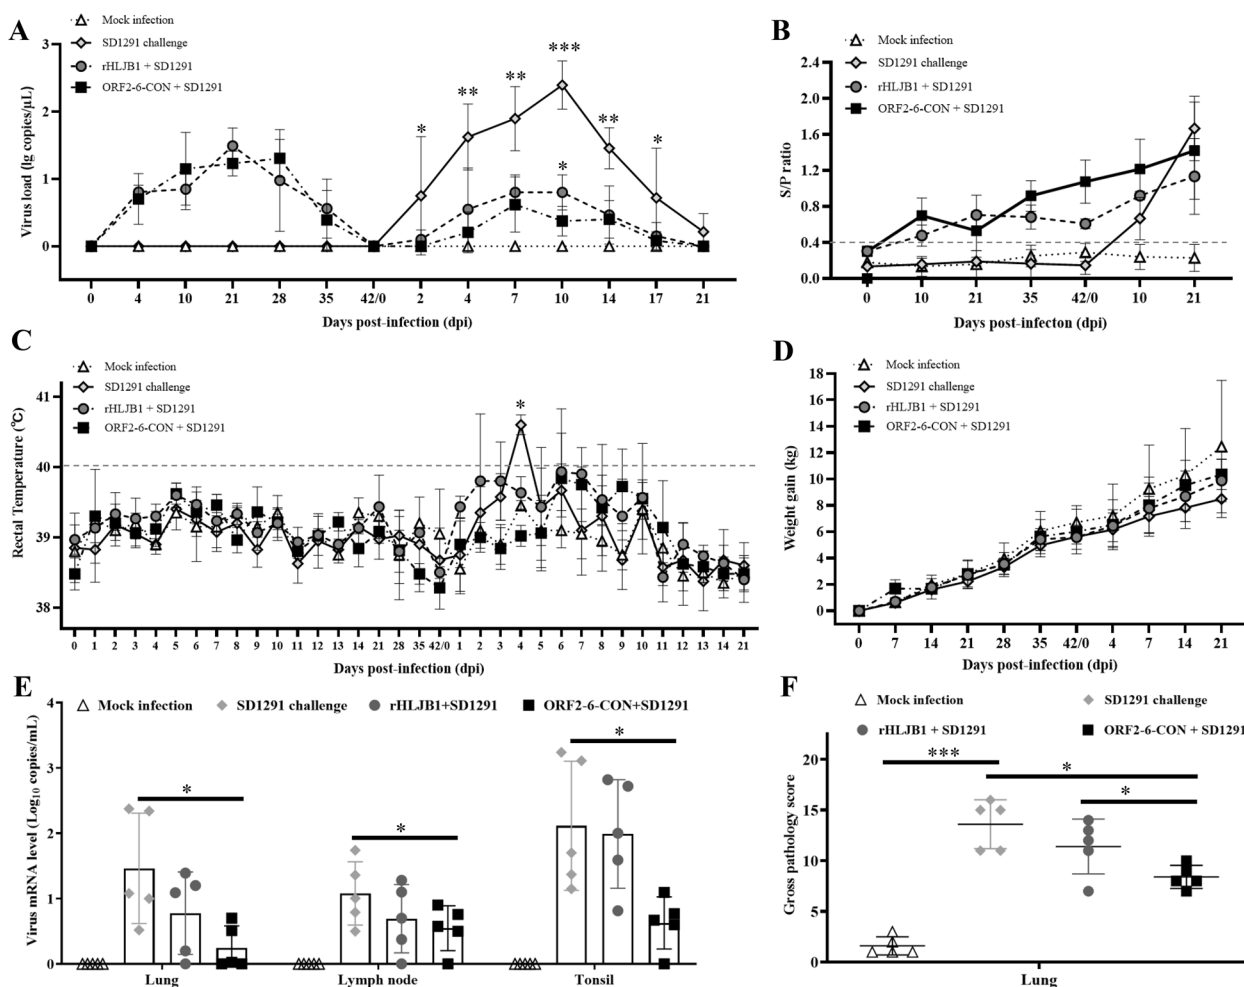 A
Mock infection
SD1291 challenge
rHLJB1 + SD1291
ORF2-6-CON + SD1291
Virus load (lg copies/μL)
3
2
1
0
* ** ** *** * ** *
0 4 10 21 28 35 42/0 2 4 7 10 14 17 21
Days post-infection (dpi)
B
Mock infection
SD1291 challenge
rHLJB1 + SD1291
ORF2-6-CON + SD1291
S/P ratio
2.4
2.0
1.6
1.2
0.8
0.4
0.0
0 10 21 35 42/0 10 21
Days post-infecton (dpi)
C
Mock infection
SD1291 challenge
rHLJB1 + SD1291
ORF2-6-CON + SD1291
Rectal Temperature (℃)
41
40
39
38
*
0 1 2 3 4 5 6 7 8 9 10 11 12 13 14 21 28 35 42/0 1 2 3 4 5 6 7 8 9 10 11 12 13 14 21
Days post-infection (dpi)
D
Mock infection
SD1291 challenge
rHLJB1 + SD1291
ORF2-6-CON + SD1291
Weight gain (kg)
18
16
14
12
10
8
6
4
2
0
0 7 14 21 28 35 42/0 4 7 14 21
Days post-infection (dpi)
E
Mock infection SD1291 challenge rHLJB1+SD1291 ORF2-6-CON+SD1291
Virus mRNA level (Log10 copies/mL)
4
3
2
1
0
* * *
Lung Lymph node Tonsil
F
Mock infection SD1291 challenge
rHLJB1 + SD1291 ORF2-6-CON + SD1291
Gross pathology score
20
15
10
5
0
*** * *
Lung